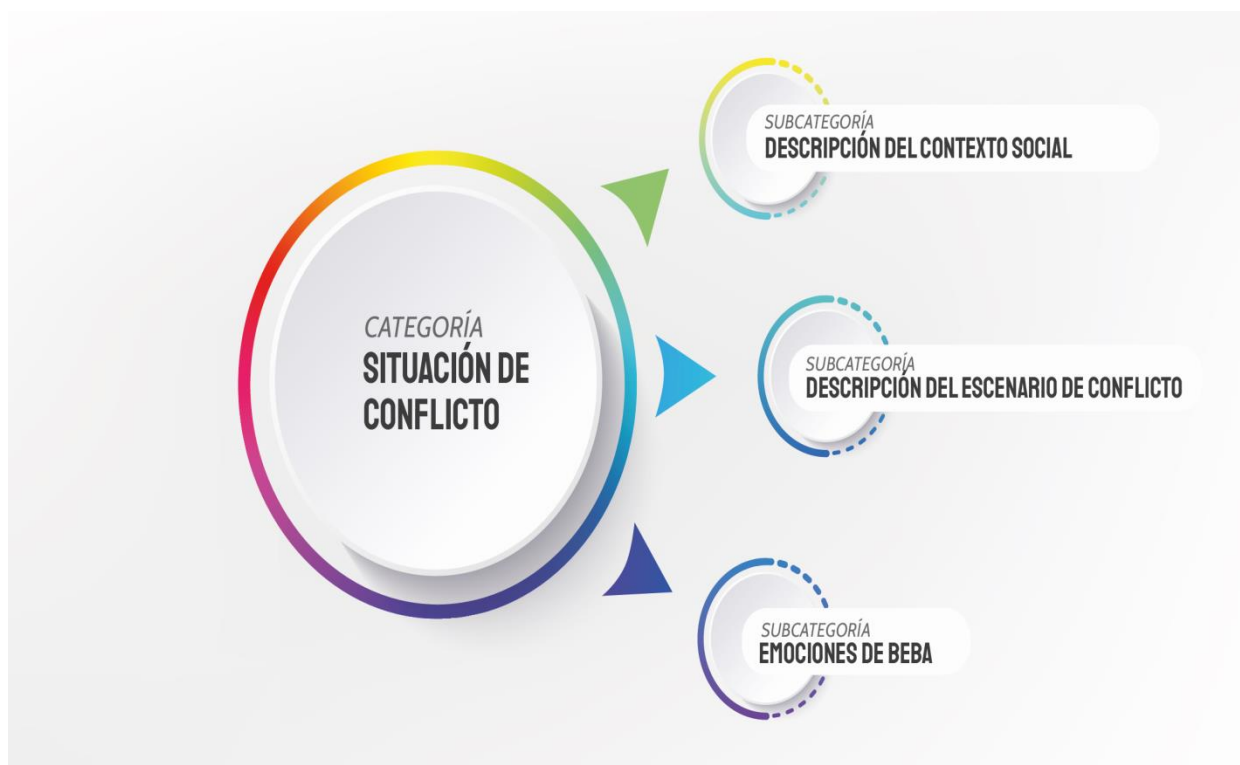 CATEGORÍA
SITUACIÓN DE
CONFLICTO
SUBCATEGORÍA
DESCRIPCIÓN DEL CONTEXTO SOCIAL
SUBCATEGORÍA
DESCRIPCIÓN DEL ESCENARIO DE CONFLICTO
SUBCATEGORÍA
EMOCIONES DE BEBA